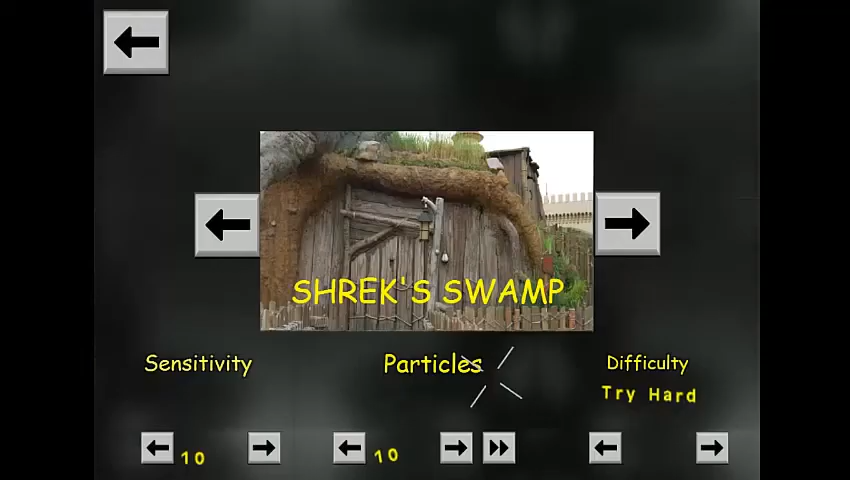 SHREK'S SWAMP
Sensitivity
Particles
Difficulty
Try Hard
10
10